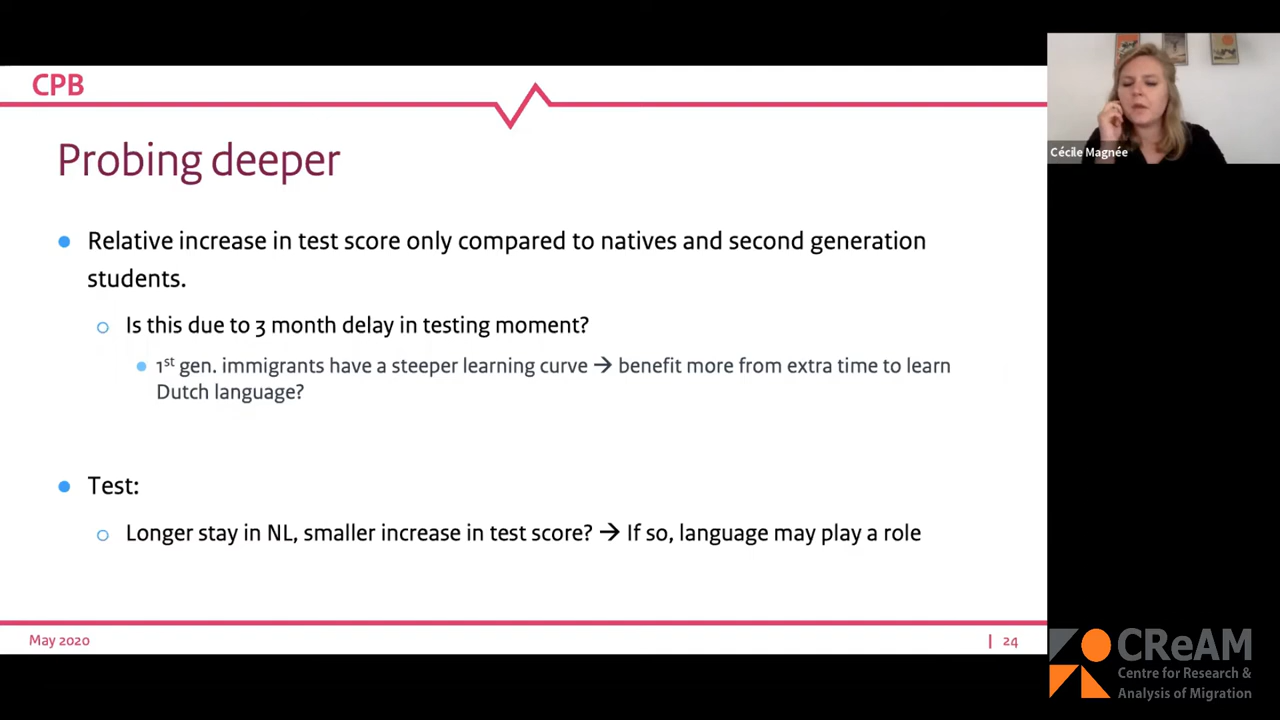 CPB
Probing deeper
● Relative increase in test score only compared to natives and second generation
students.
○ Is this due to 3 month delay in testing moment?
● 1st gen. immigrants have a steeper learning curve → benefit more from extra time to learn
Dutch language?
● Test:
○ Longer stay in NL, smaller increase in test score? → If so, language may play a role
May 2020
| 24
Cécile Magnée
CReAM
Centre for Research &
Analysis of Migration